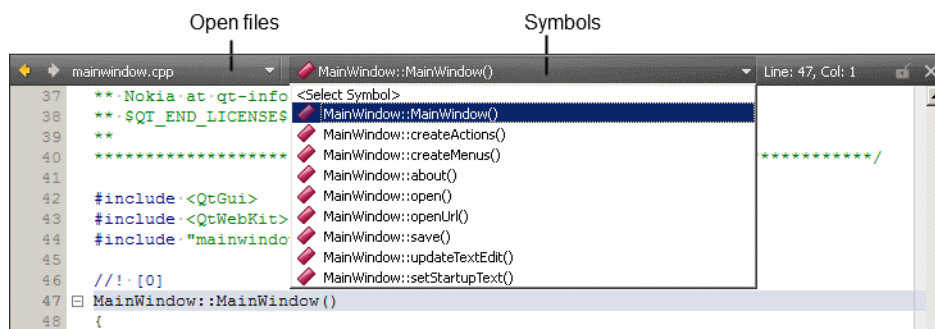 Open files Symbols
mainwindow.cpp MainWindow::MainWindow() Line: 47, Col: 1
37 ** Nokia at qt-info <Select Symbol>
38 ** $QT_END_LICENSE$ MainWindow::MainWindow()
39 ** MainWindow::createActions()
40 ******************** MainWindow::createMenus() ************/
41 MainWindow::about()
42 #include <QtGui> MainWindow::open()
43 #include <QtWebKit> MainWindow::openUrl()
44 #include "mainwindo MainWindow::save()
45 MainWindow::updateTextEdit()
46 //! [0] MainWindow::setStartupText()
47 MainWindow::MainWindow()
48 {